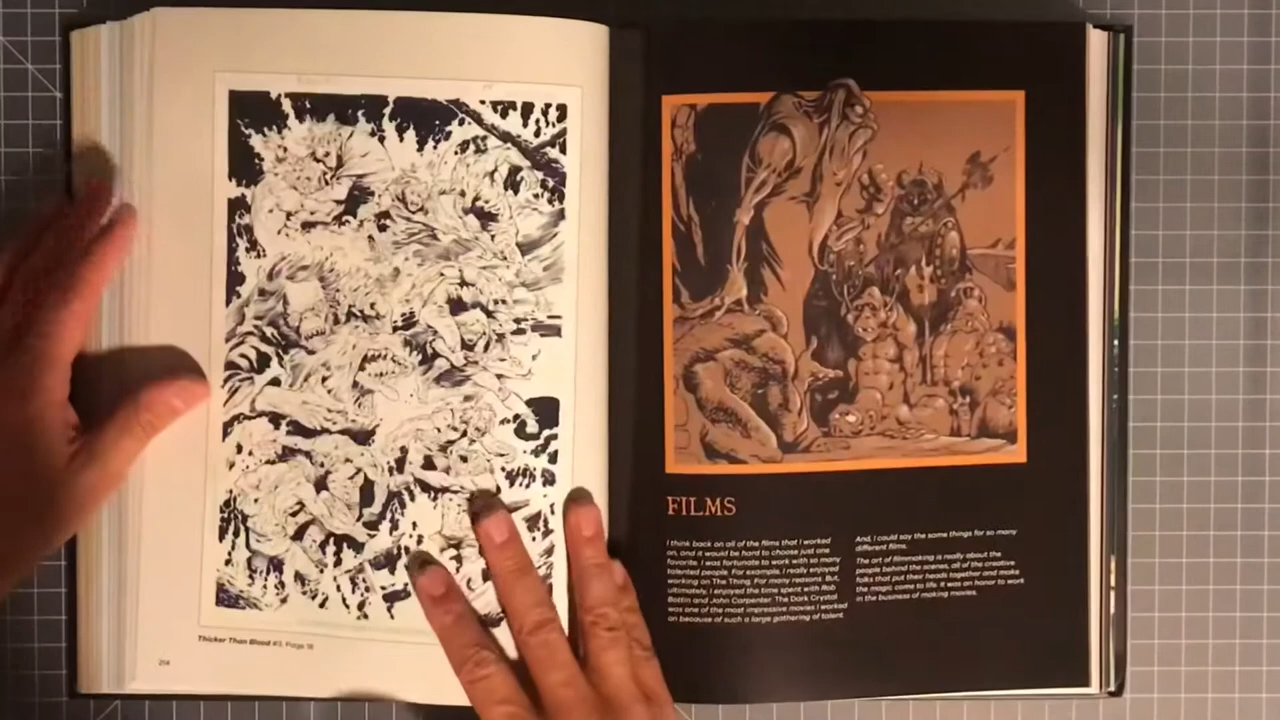 Thicker Than Blood #3, Page 18
214
FILMS
I think back on all of the films that I worked
on, and it would be hard to choose just one
favorite. I was fortunate to work with so many
talented people. For example, I really enjoyed
working on The Thing. For many reasons. But,
ultimately, I enjoyed the time spent with Rob
Bottin and John Carpenter. The Dark Crystal
was one of the most impressive movies I worked
on because of such a large gathering of talent.
And, I could say the same things for so many
different films.
The art of filmmaking is really about the
people behind the scenes, all of the creative
folks that put their heads together and make
the magic come to life. It was an honor to work
in the business of making movies.